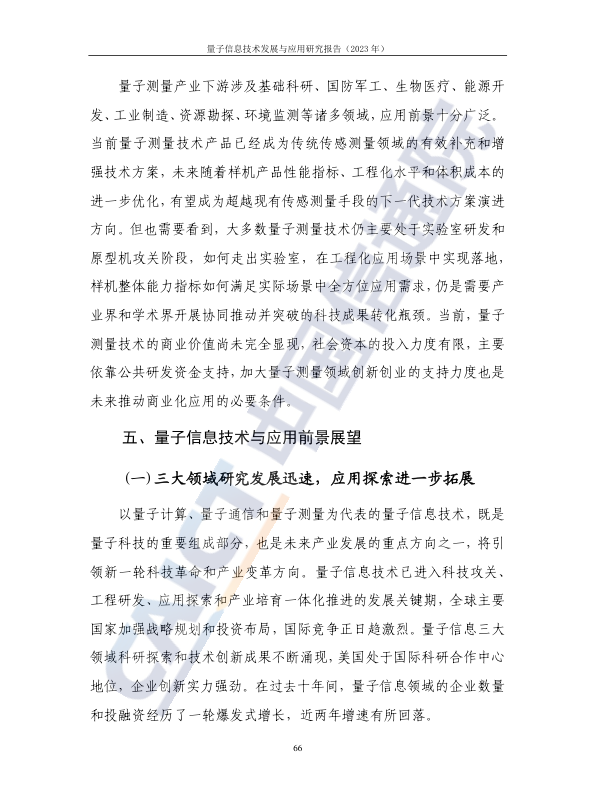 量子信息技术发展与应用研究报告（2023 年）
量子测量产业下游涉及基础科研、国防军工、生物医疗、能源开
发、工业制造、资源勘探、环境监测等诸多领域，应用前景十分广泛。
当前量子测量技术产品已经成为传统传感测量领域的有效补充和增
强技术方案，未来随着样机产品性能指标、工程化水平和体积成本的
进一步优化，有望成为超越现有传感测量手段的下一代技术方案演进
方向。但也需要看到，大多数量子测量技术仍主要处于实验室研发和
原型机攻关阶段，如何走出实验室，在工程化应用场景中实现落地，
样机整体能力指标如何满足实际场景中全方位应用需求，仍是需要产
业界和学术界开展协同推动并突破的科技成果转化瓶颈。当前，量子
测量技术的商业价值尚未完全显现，社会资本的投入力度有限，主要
依靠公共研发资金支持，加大量子测量领域创新创业的支持力度也是
未来推动商业化应用的必要条件。
五、量子信息技术与应用前景展望
（一）三大领域研究发展迅速，应用探索进一步拓展
以量子计算、量子通信和量子测量为代表的量子信息技术，既是
量子科技的重要组成部分，也是未来产业发展的重点方向之一，将引
领新一轮科技革命和产业变革方向。量子信息技术已进入科技攻关、
工程研发、应用探索和产业培育一体化推进的发展关键期，全球主要
国家加强战略规划和投资布局，国际竞争正日趋激烈。量子信息三大
领域科研探索和技术创新成果不断涌现，美国处于国际科研合作中心
地位，企业创新实力强劲。在过去十年间，量子信息领域的企业数量
和投融资经历了一轮爆发式增长，近两年增速有所回落。
66
CAICT 中国信通院